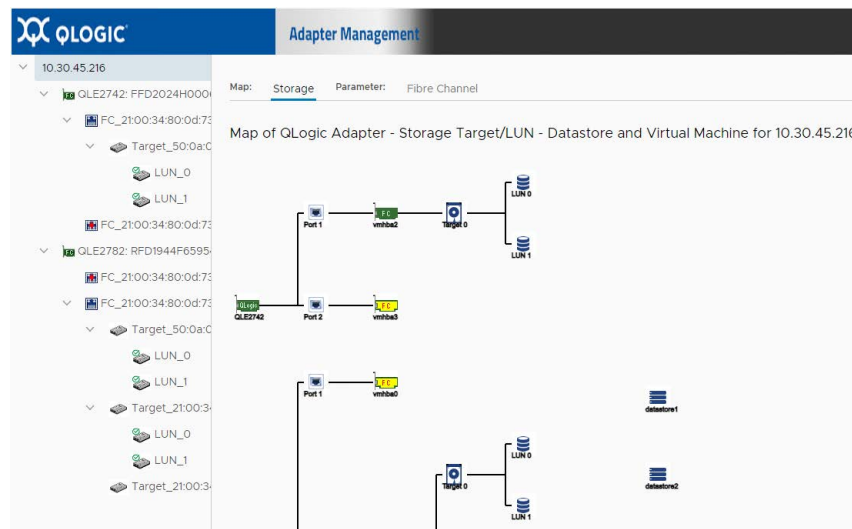 QLOGIC
Adapter Management
10.30.45.216
QLE2742: FFD2024H000
FC_21:00:34:80:0d:73
Target_50:0a:0
LUN_0
LUN_1
FC_21:00:34:80:0d:73
QLE2782: RFD1944F6595
FC_21:00:34:80:0d:73
FC_21:00:34:80:0d:73
Target_50:0a:0
LUN_0
LUN_1
Target_21:00:34
LUN_0
LUN_1
Target_21:00:34
Map: Storage Parameter: Fibre Channel
Map of QLogic Adapter - Storage Target/LUN - Datastore and Virtual Machine for 10.30.45.216
LUN 0
Port 1 vmhba2 Target 0
LUN 1
QLE2742 Port 2 vmhba3
Port 1 vmhba0
datastore1
LUN 0
Target 0
datastore2
LUN 1